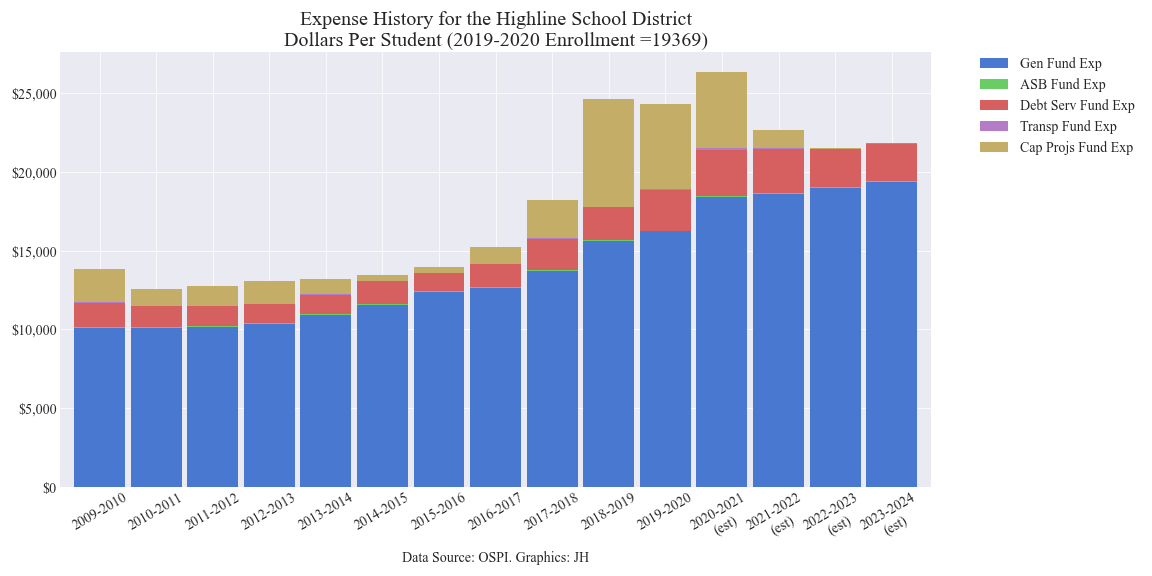 Expense History for the Highline School District
Dollars Per Student (2019-2020 Enrollment =19369)
Gen Fund Exp
ASB Fund Exp
Debt Serv Fund Exp
Transp Fund Exp
Cap Projs Fund Exp
$25,000
$20,000
$15,000
$10,000
$5,000
$0
2009-2010
2010-2011
2011-2012
2012-2013
2013-2014
2014-2015
2015-2016
2016-2017
2017-2018
2018-2019
2019-2020
2020-2021
(est)
2021-2022
(est)
2022-2023
(est)
2023-2024
(est)
Data Source: OSPI. Graphics: JH